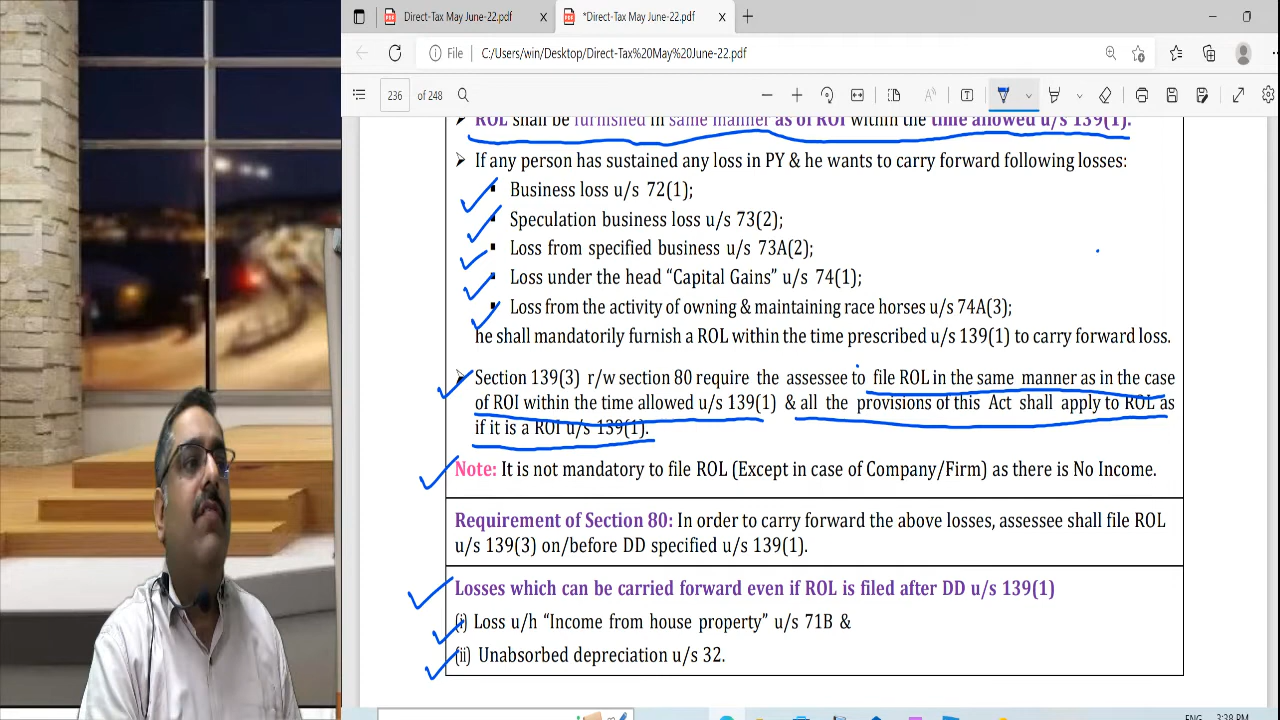 Direct-Tax May June-22.pdf
*Direct-Tax May June-22.pdf
File C:/Users/win/Desktop/Direct-Tax%20May%20June-22.pdf
236 of 248
ROL shall be furnished in same manner as of ROI within the time allowed u/s 139(1).
If any person has sustained any loss in PY & he wants to carry forward following losses:
Business loss u/s 72(1);
Speculation business loss u/s 73(2);
Loss from specified business u/s 73A(2);
Loss under the head “Capital Gains” u/s 74(1);
Loss from the activity of owning & maintaining race horses u/s 74A(3);
he shall mandatorily furnish a ROL within the time prescribed u/s 139(1) to carry forward loss.
Section 139(3) r/w section 80 require the assessee to file ROL in the same manner as in the case
of ROI within the time allowed u/s 139(1) & all the provisions of this Act shall apply to ROL as
if it is a ROI u/s 139(1).
Note: It is not mandatory to file ROL (Except in case of Company/Firm) as there is No Income.
Requirement of Section 80: In order to carry forward the above losses, assessee shall file ROL
u/s 139(3) on/before DD specified u/s 139(1).
Losses which can be carried forward even if ROL is filed after DD u/s 139(1)
(i) Loss u/h “Income from house property” u/s 71B &
(ii) Unabsorbed depreciation u/s 32.
ENG 3:38 PM